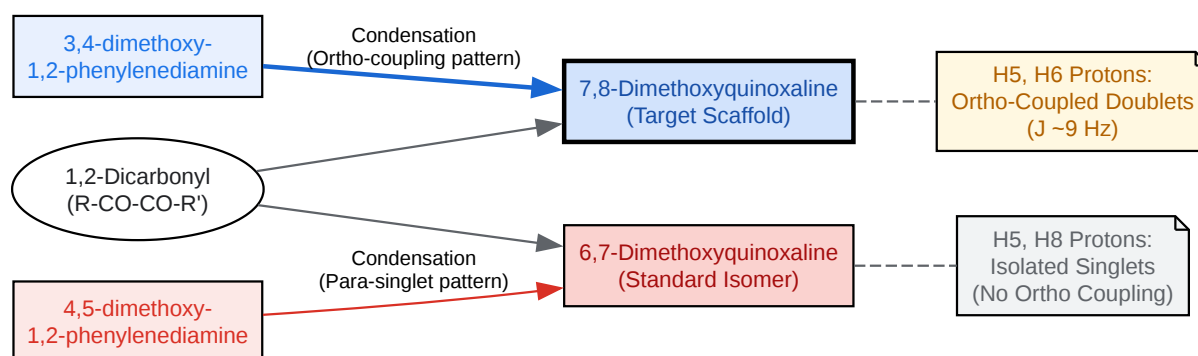 3,4-dimethoxy-
1,2-phenylenediamine
Condensation
(Ortho-coupling pattern)
7,8-Dimethoxyquinoxaline
(Target Scaffold)
H5, H6 Protons:
Ortho-Coupled Doublets
(J ~9 Hz)
1,2-Dicarbonyl
(R-CO-CO-R')
Condensation
(Para-singlet pattern)
6,7-Dimethoxyquinoxaline
(Standard Isomer)
H5, H8 Protons:
Isolated Singlets
(No Ortho Coupling)
4,5-dimethoxy-
1,2-phenylenediamine